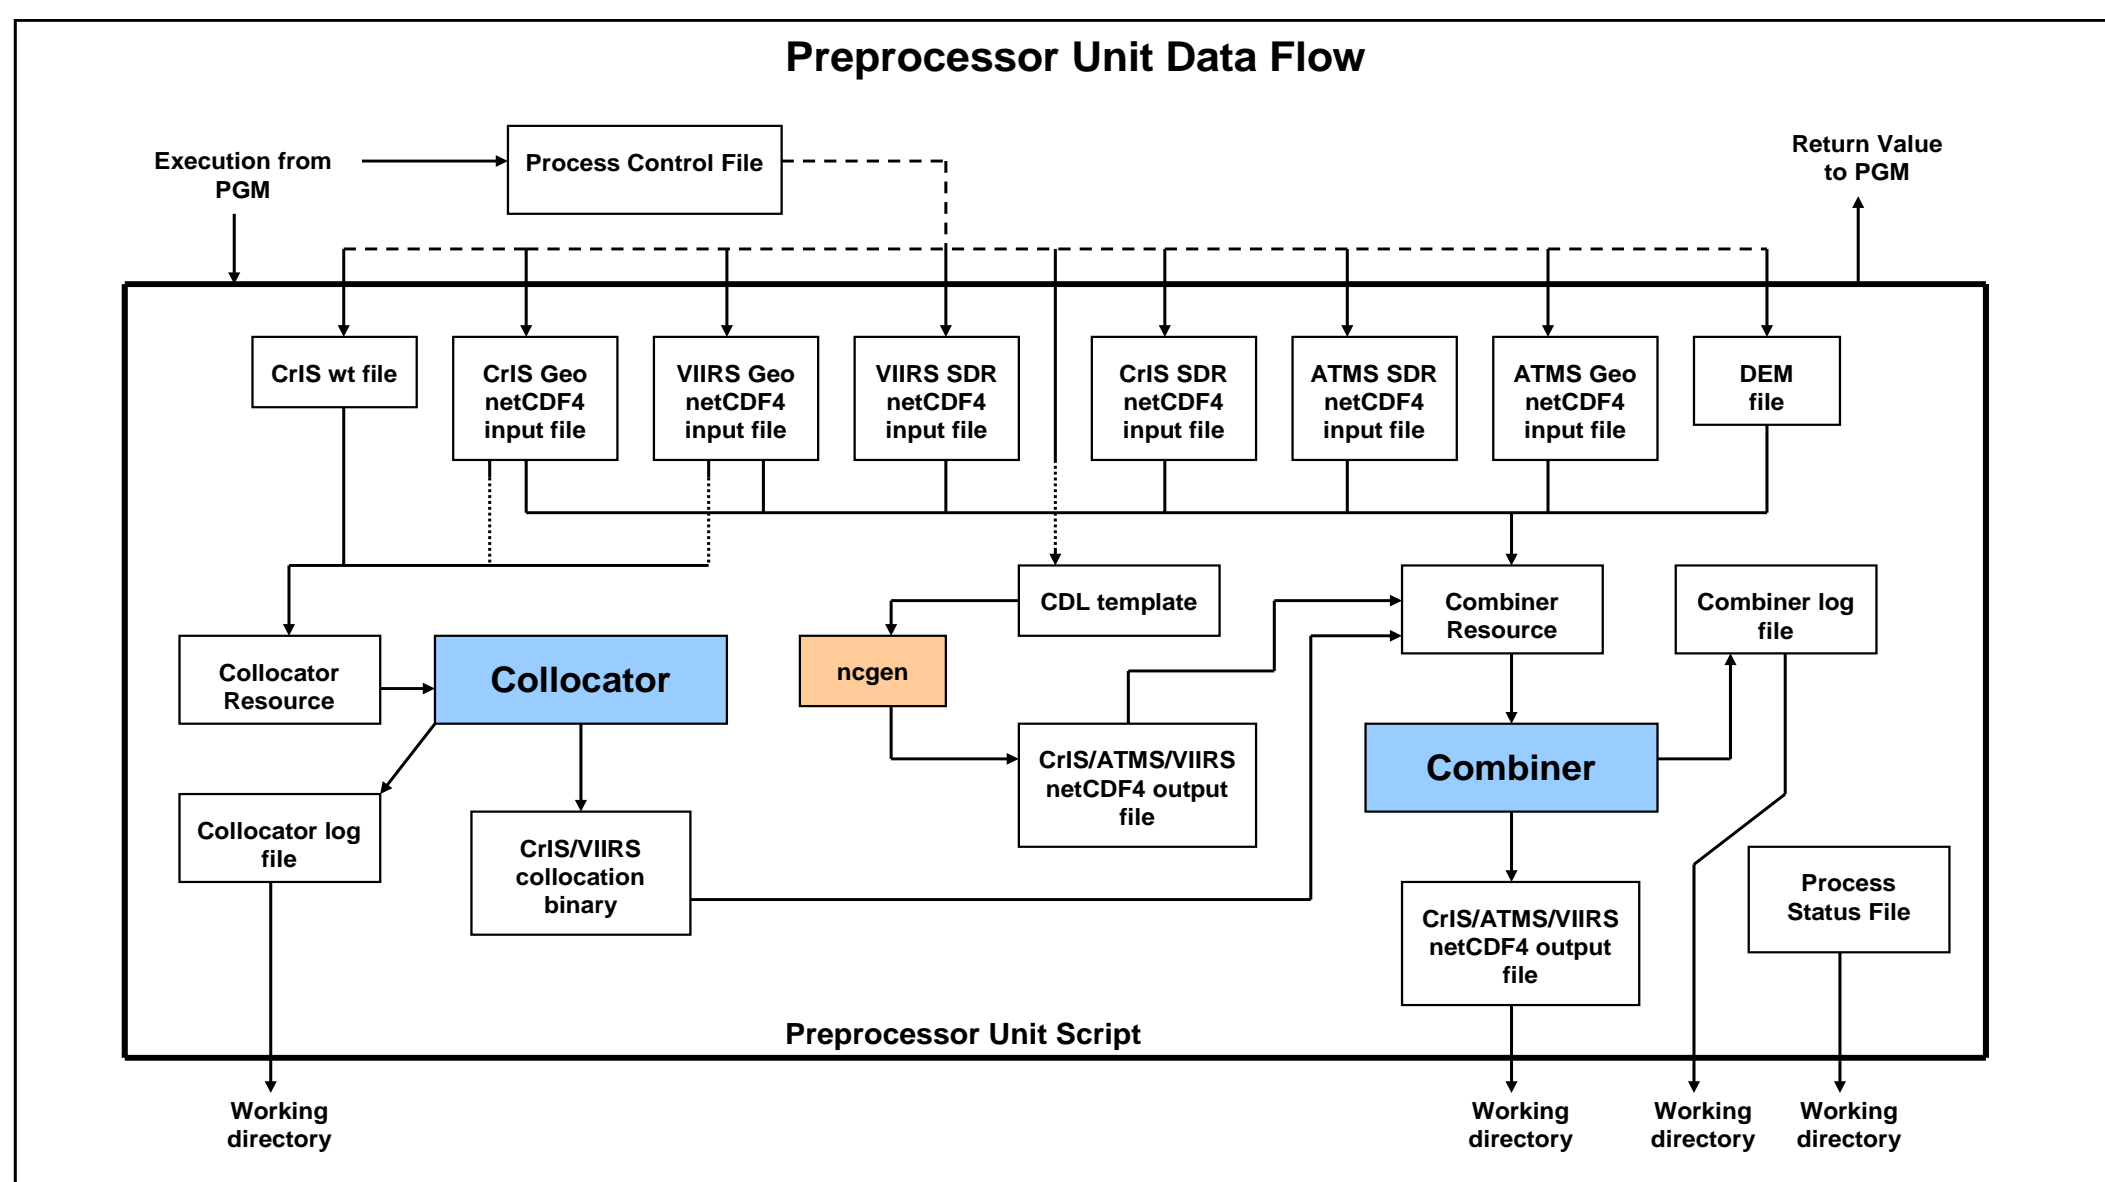 Preprocessor Unit Data Flow
Execution from
PGM
Process Control File
Return Value
to PGM
CrIS wt file
CrIS Geo
netCDF4
input file
VIIRS Geo
netCDF4
input file
VIIRS SDR
netCDF4
input file
CrIS SDR
netCDF4
input file
ATMS SDR
netCDF4
input file
ATMS Geo
netCDF4
input file
DEM
file
CDL template
Combiner
Resource
Combiner log
file
Collocator
Resource
Collocator
ncgen
CrIS/ATMS/VIIRS
netCDF4 output
file
Combiner
Collocator log
file
CrIS/VIIRS
collocation
binary
Process
Status File
CrIS/ATMS/VIIRS
netCDF4 output
file
Preprocessor Unit Script
Working
directory
Working
directory
Working
directory
Working
directory